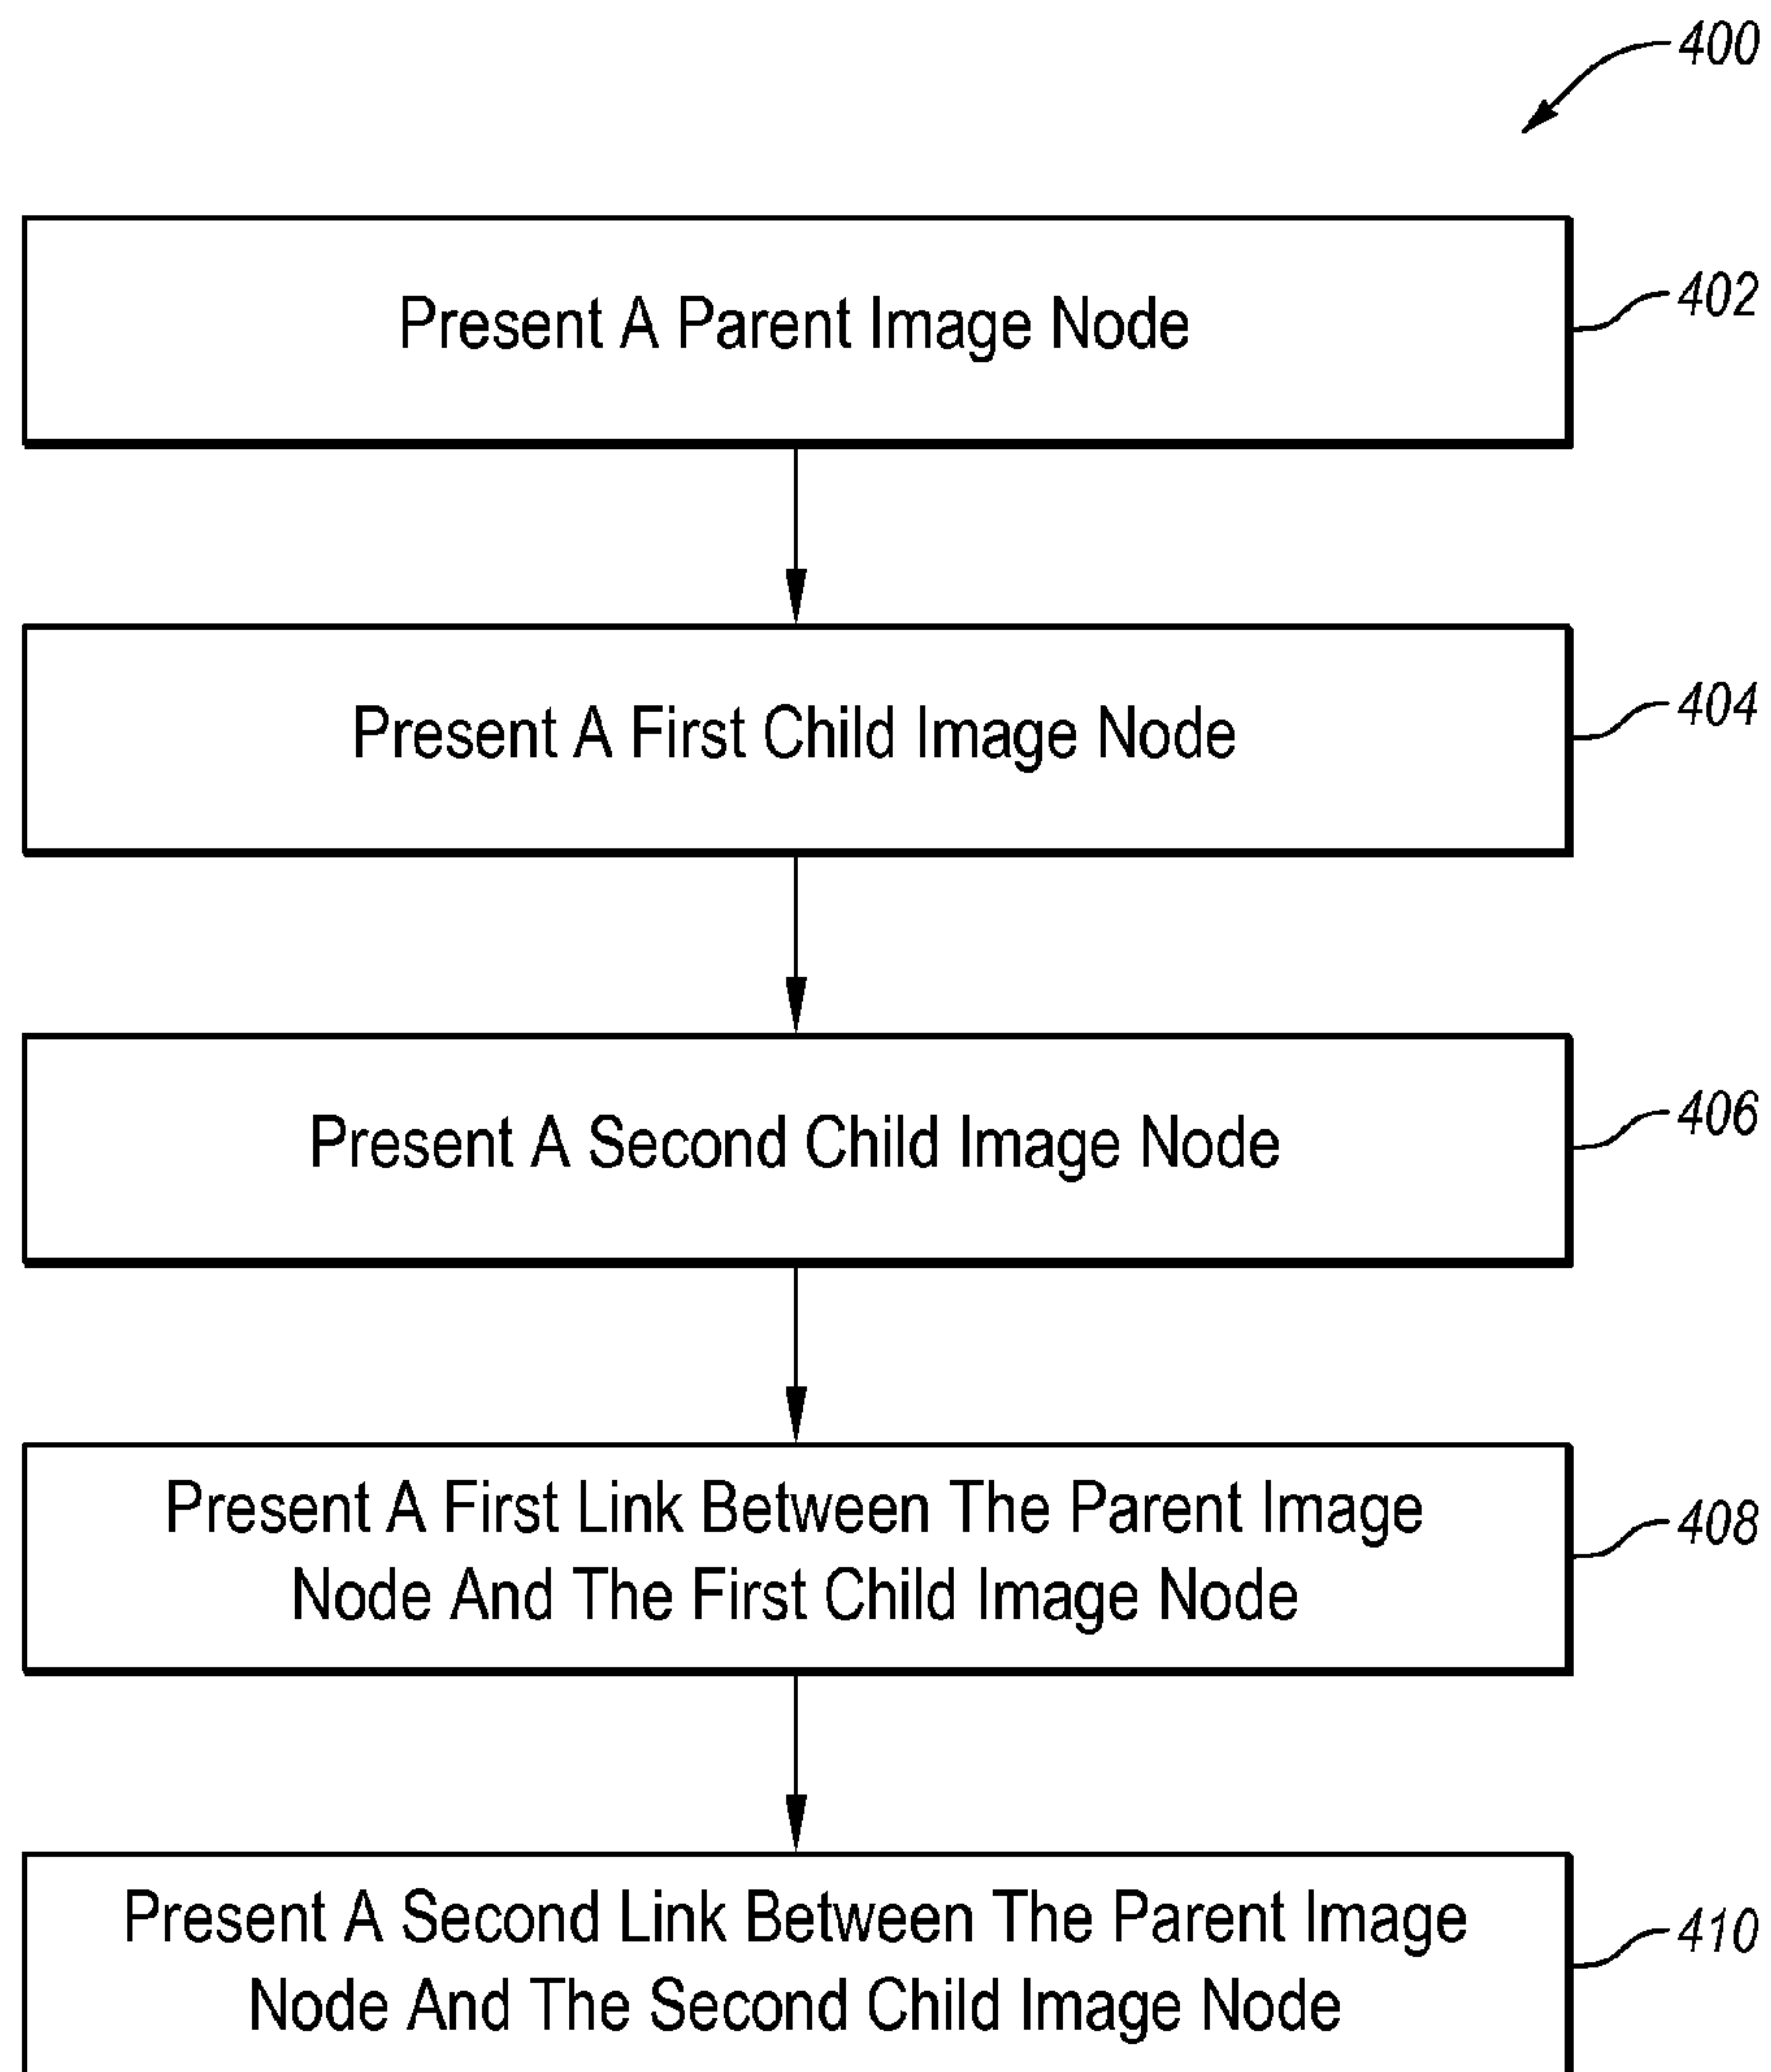 400
Present A Parent Image Node
402
Present A First Child Image Node
404
Present A Second Child Image Node
406
Present A First Link Between The Parent Image
Node And The First Child Image Node
408
Present A Second Link Between The Parent Image
Node And The Second Child Image Node
410